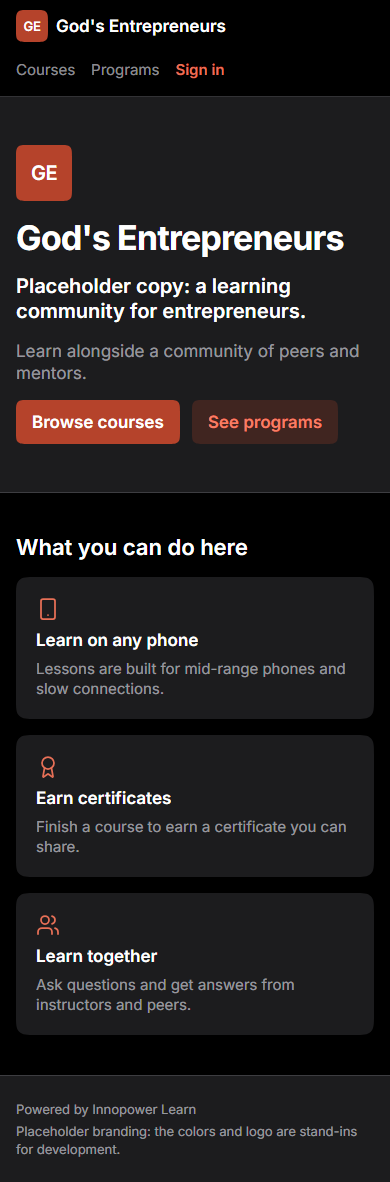 GE God's Entrepreneurs
Courses Programs Sign in
GE
God's Entrepreneurs
Placeholder copy: a learning
community for entrepreneurs.
Learn alongside a community of peers and
mentors.
Browse courses See programs
What you can do here
Learn on any phone
Lessons are built for mid-range phones and
slow connections.
Earn certificates
Finish a course to earn a certificate you can
share.
Learn together
Ask questions and get answers from
instructors and peers.
Powered by Innopower Learn
Placeholder branding: the colors and logo are stand-ins
for development.